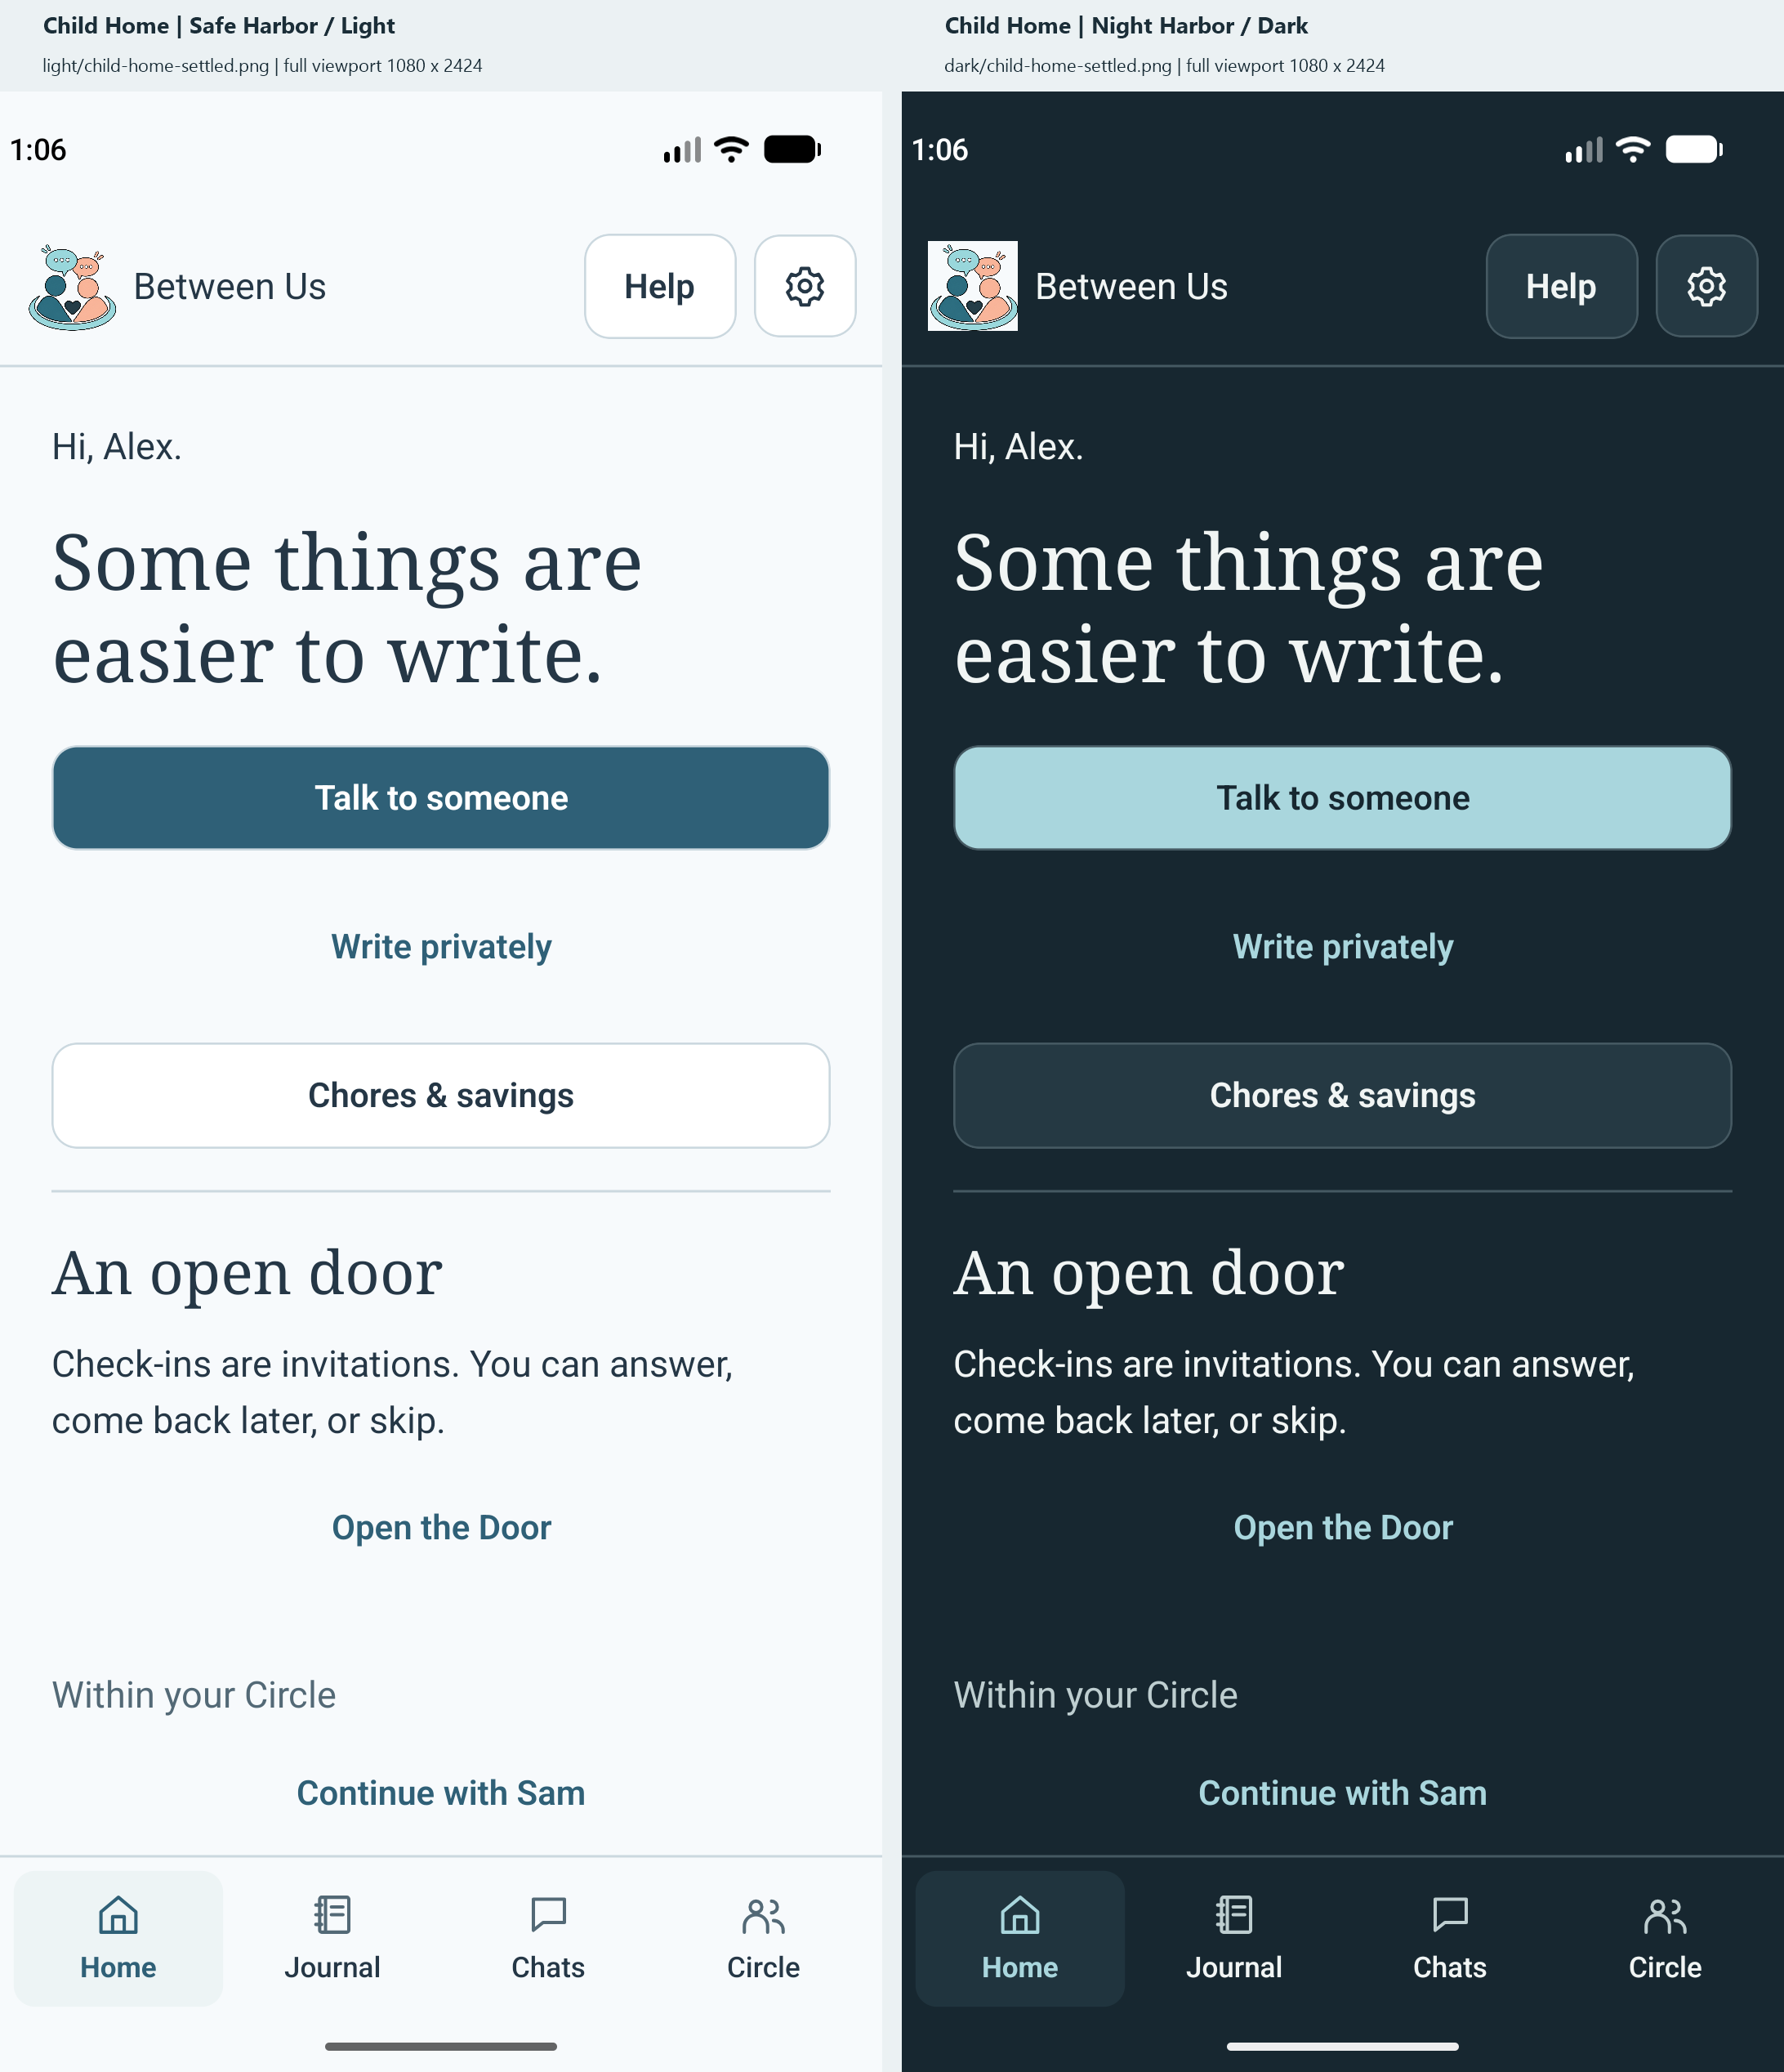 Child Home | Safe Harbor / Light
light/child-home-settled.png | full viewport 1080 x 2424
1:06
Between Us
Help
Hi, Alex.
Some things are
easier to write.
Talk to someone
Write privately
Chores & savings
An open door
Check-ins are invitations. You can answer,
come back later, or skip.
Open the Door
Within your Circle
Continue with Sam
Home
Journal
Chats
Circle
Child Home | Night Harbor / Dark
dark/child-home-settled.png | full viewport 1080 x 2424
1:06
Between Us
Help
Hi, Alex.
Some things are
easier to write.
Talk to someone
Write privately
Chores & savings
An open door
Check-ins are invitations. You can answer,
come back later, or skip.
Open the Door
Within your Circle
Continue with Sam
Home
Journal
Chats
Circle